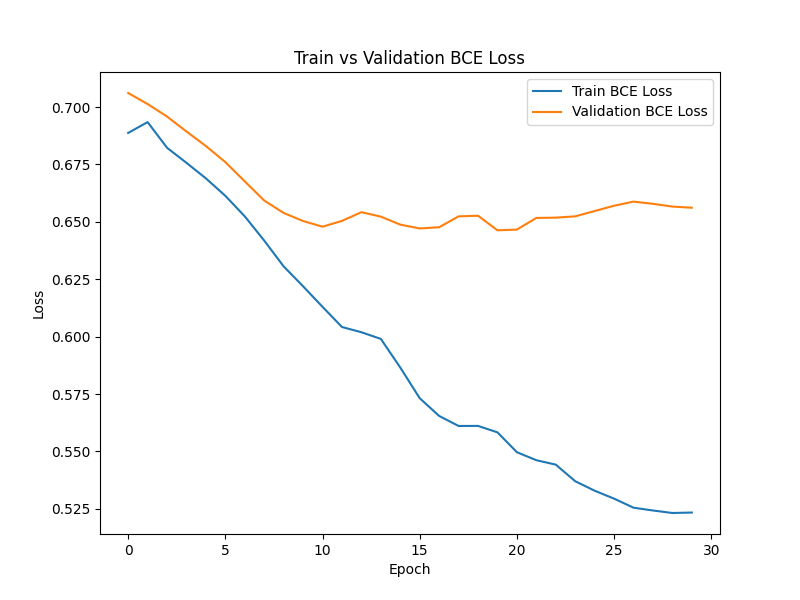 Train vs Validation BCE Loss
Train BCE Loss
Validation BCE Loss
0.700
0.675
0.650
0.625
0.600
0.575
0.550
0.525
Loss
0 5 10 15 20 25 30
Epoch